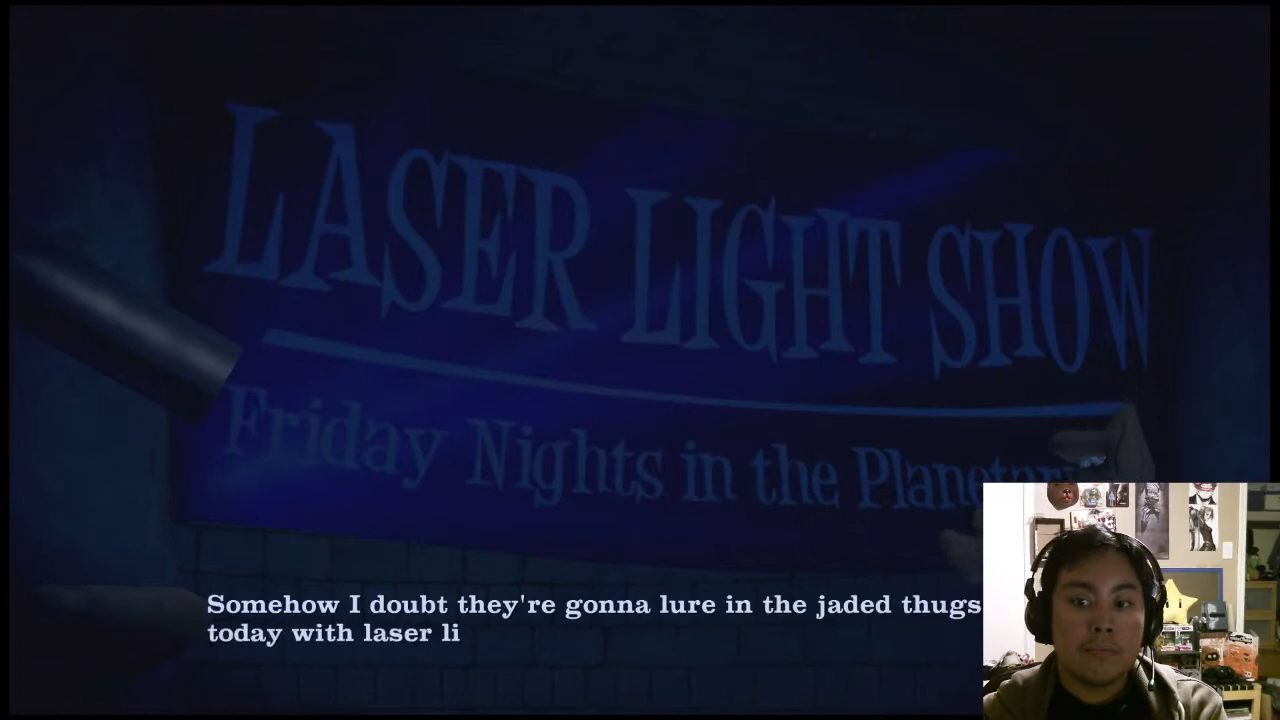 LASER LIGHT SHOW
Friday Nights in the
Somehow I doubt they're gonna lure in the jaded thugs
today with laser li